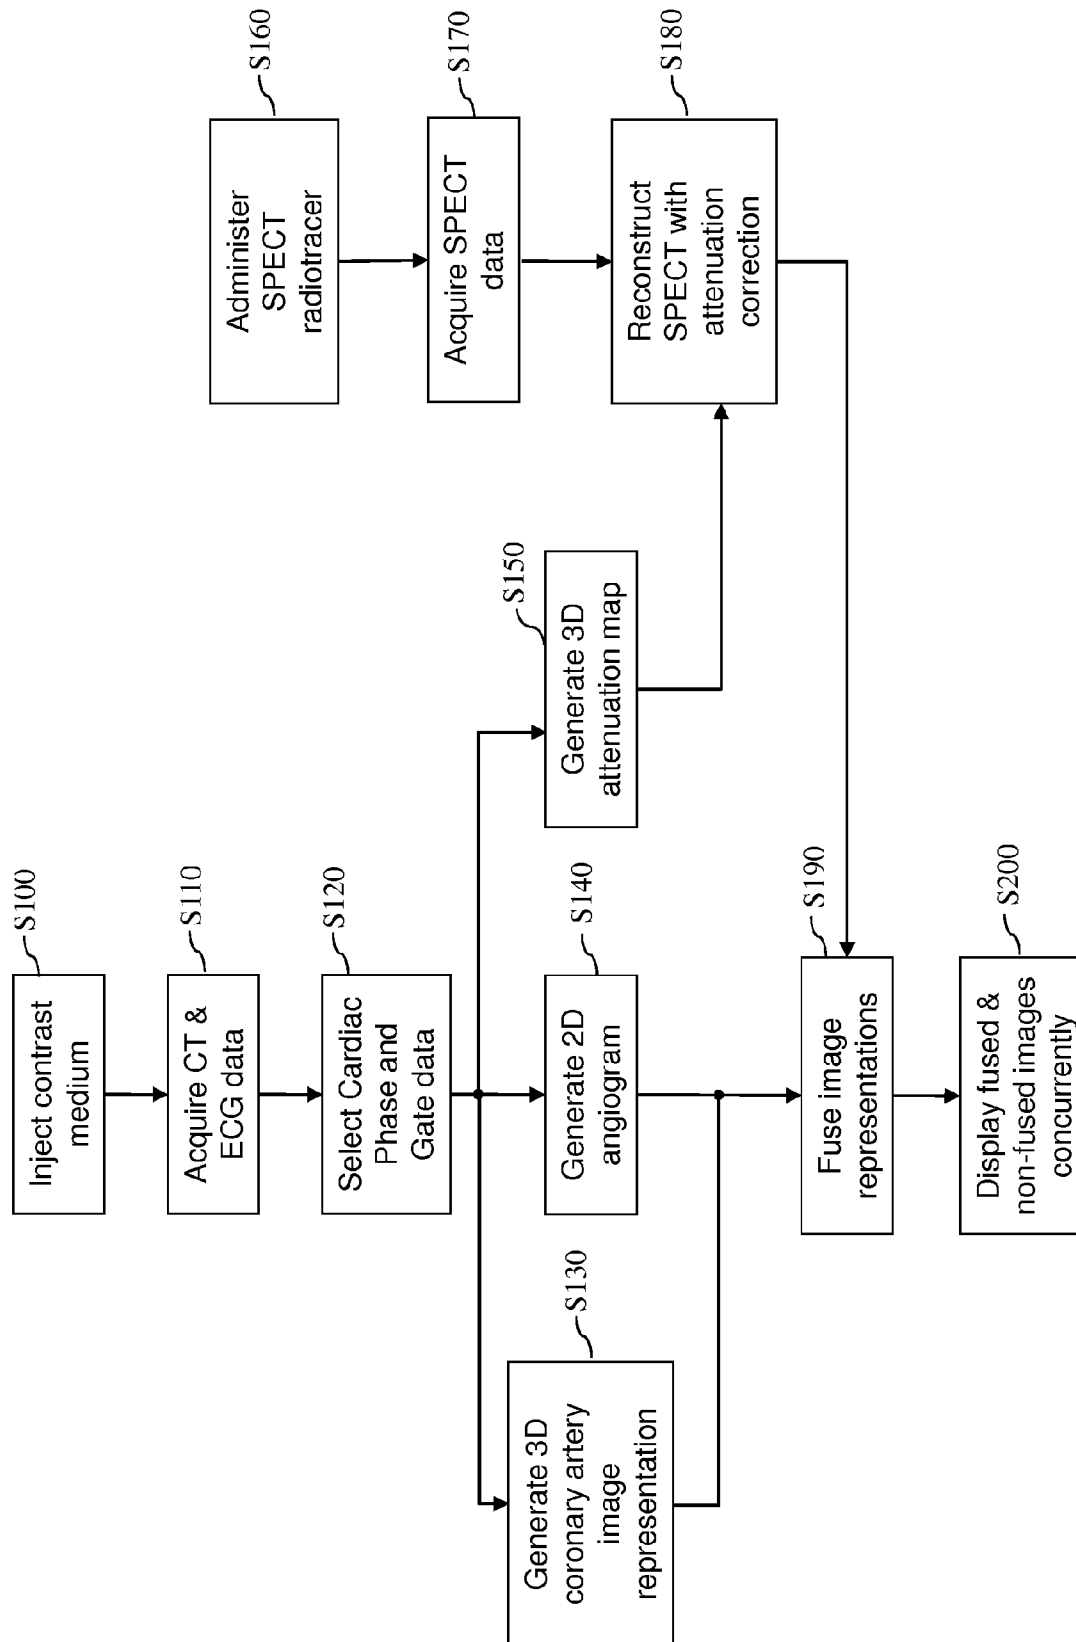 S100
Inject contrast
medium
S110
Acquire CT &
ECG data
S120
Select Cardiac
Phase and
Gate data
S130
Generate 3D
coronary artery
image
representation
S140
Generate 2D
angiogram
S150
Generate 3D
attenuation map
S160
Administer
SPECT
radiotracer
S170
Acquire SPECT
data
S180
Reconstruct
SPECT with
attenuation
correction
S190
Fuse image
representations
S200
Display fused &
non-fused images
concurrently